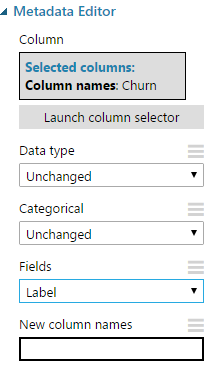 Metadata Editor
Column
Selected columns:
Column names: Churn
Launch column selector
Data type
Unchanged
Categorical
Unchanged
Fields
Label
New column names